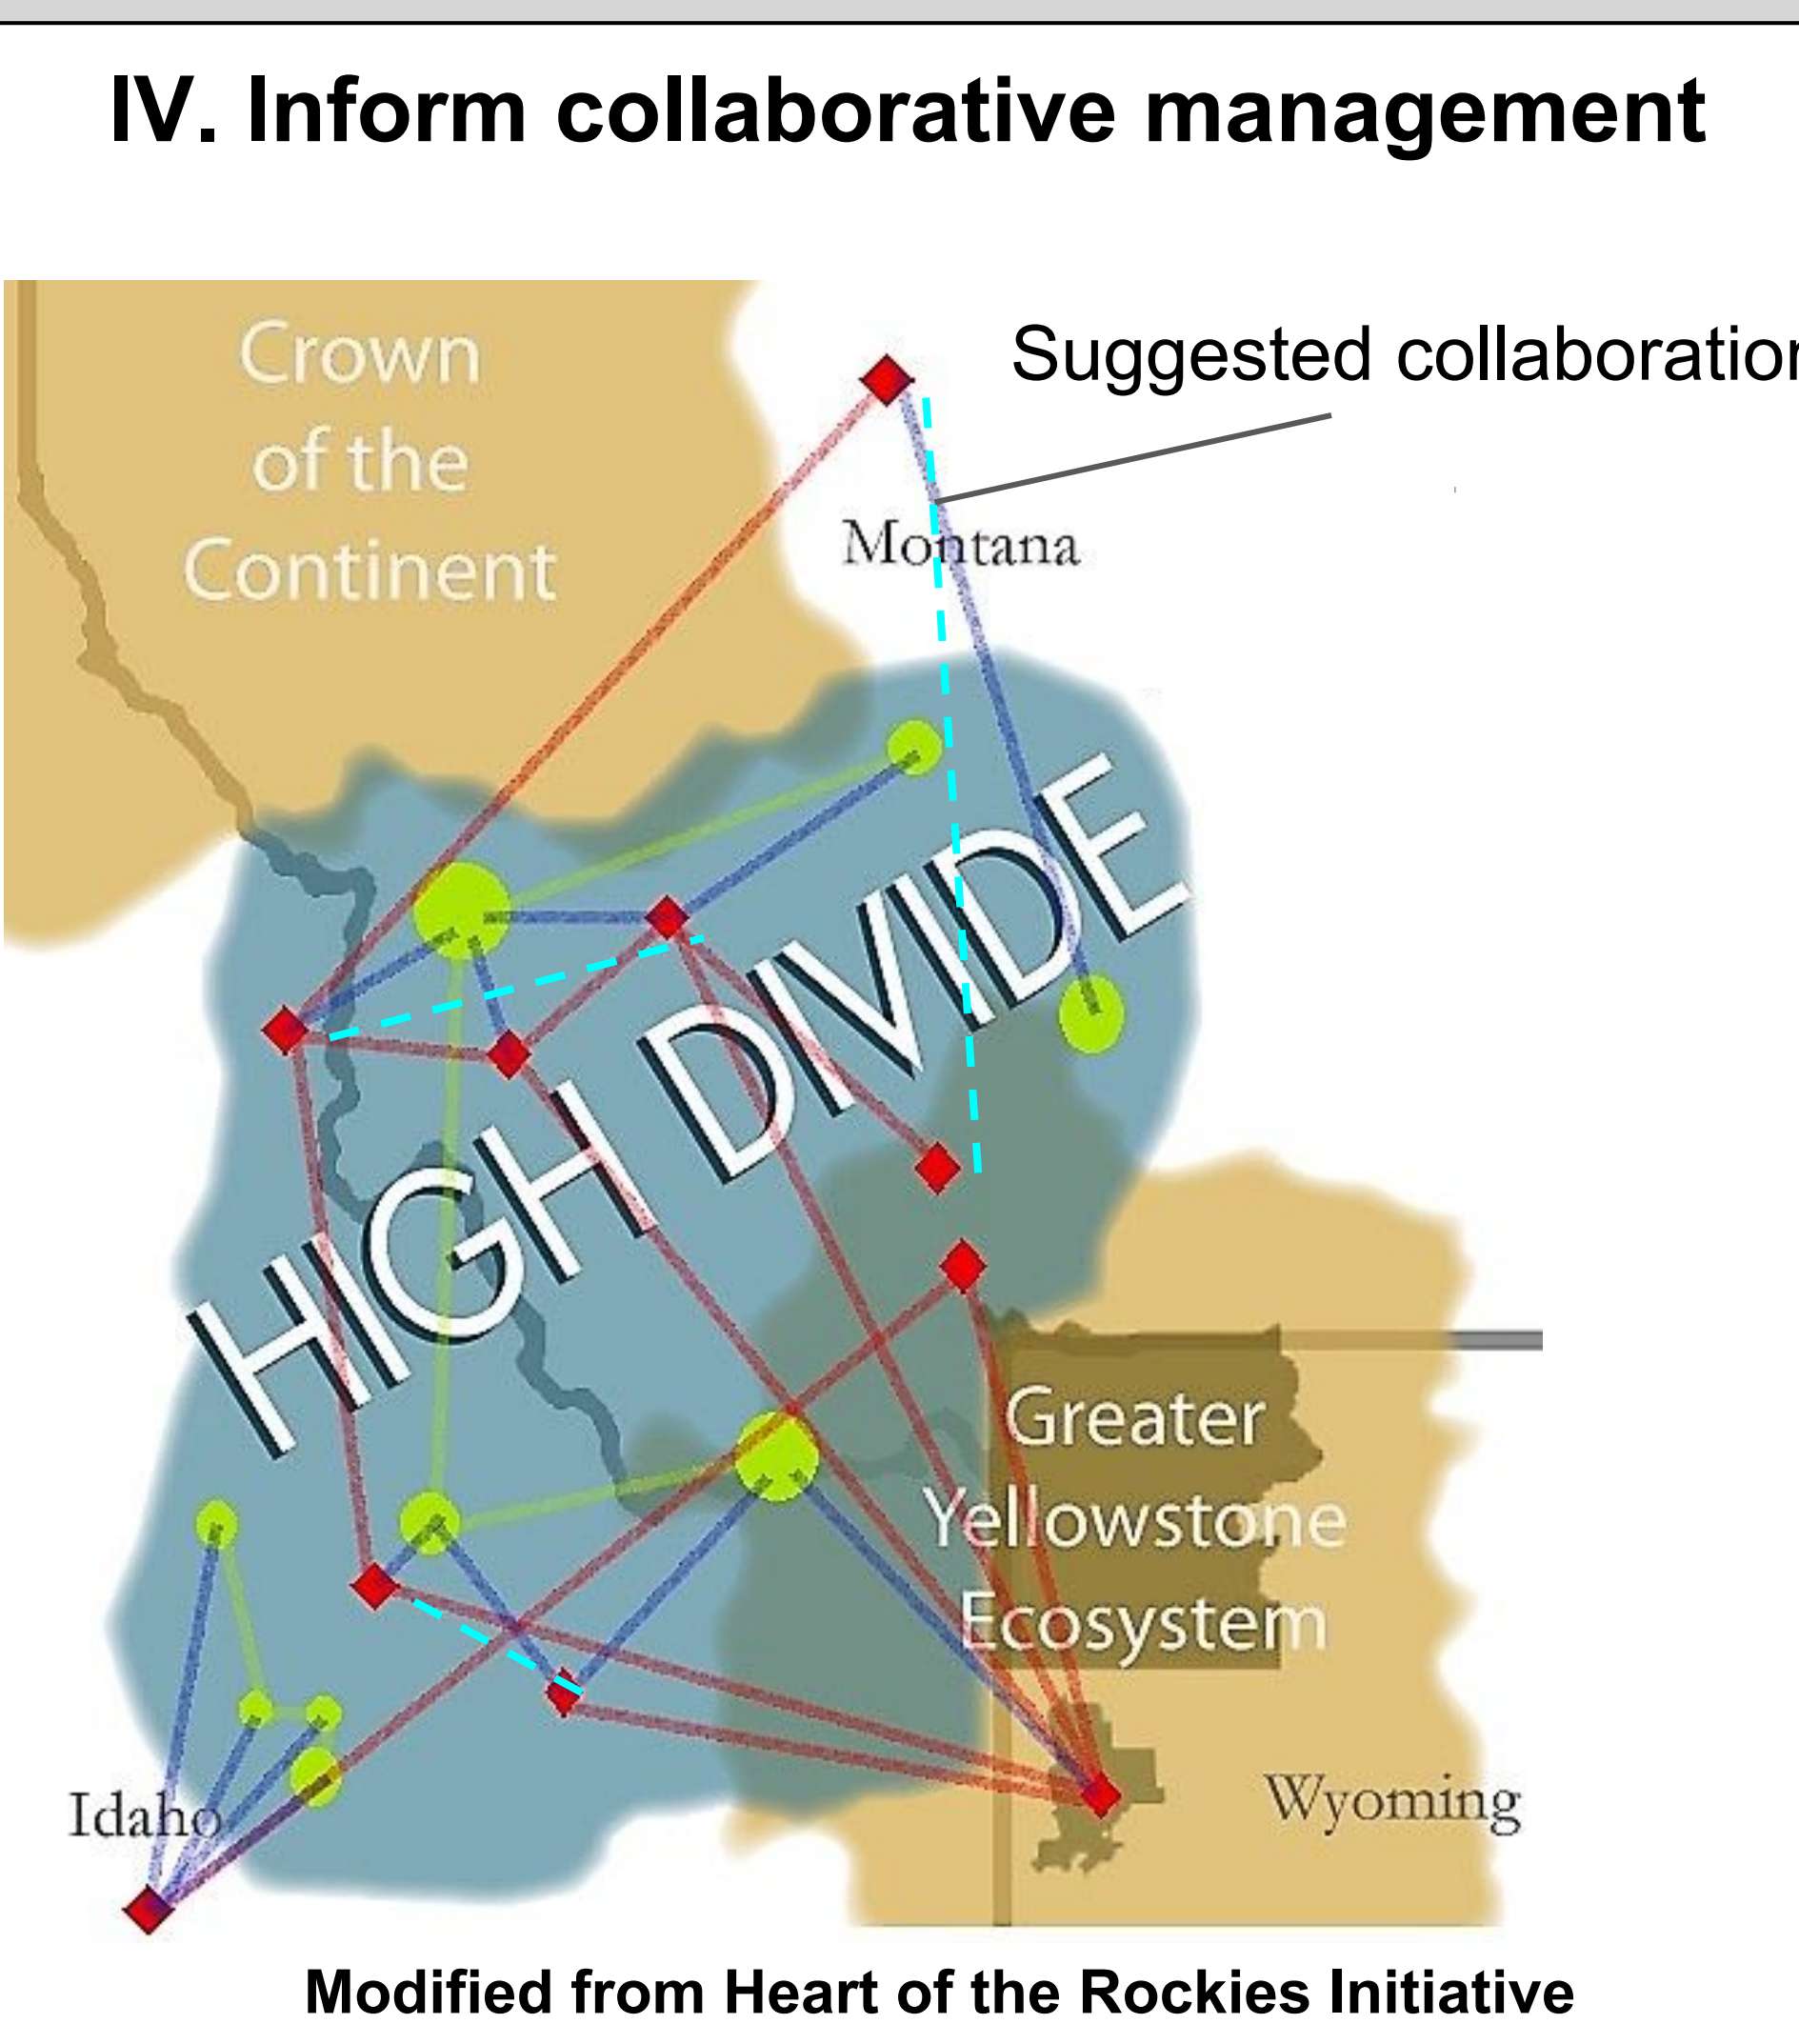 IV. Inform collaborative management
Crown
of the
Continent
Suggested collaboration
Montana
HIGH DIVIDE
Greater
Yellowstone
Ecosystem
Idaho
Wyoming
Modified from Heart of the Rockies Initiative